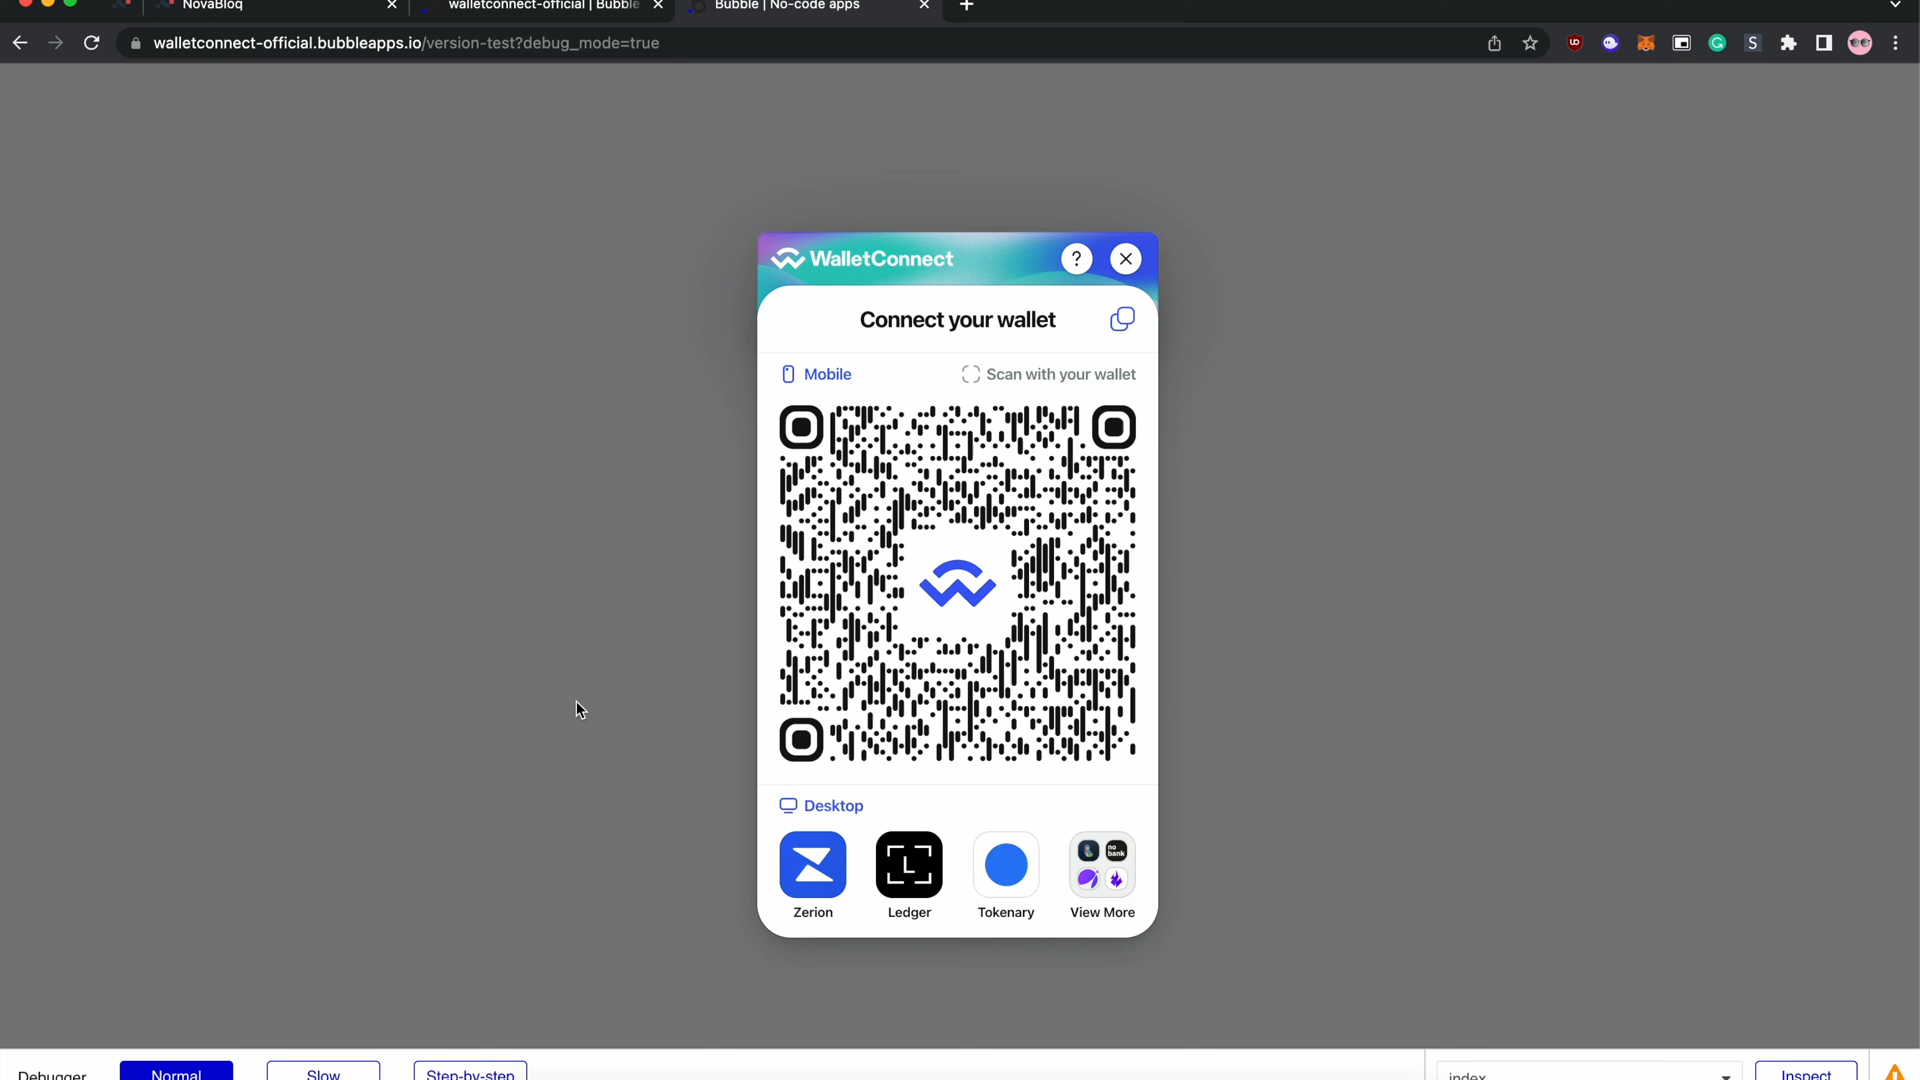 NovaBloq
walletconnect-official | Bubble
Bubble | No-code apps
walletconnect-official.bubbleapps.io/version-test?debug_mode=true
WalletConnect
?
Connect your wallet
Mobile
Scan with your wallet
Desktop
L
no bank
Zerion
Ledger
Tokenary
View More
Debugger
Normal
Slow
Step-by-step
index
Inspect